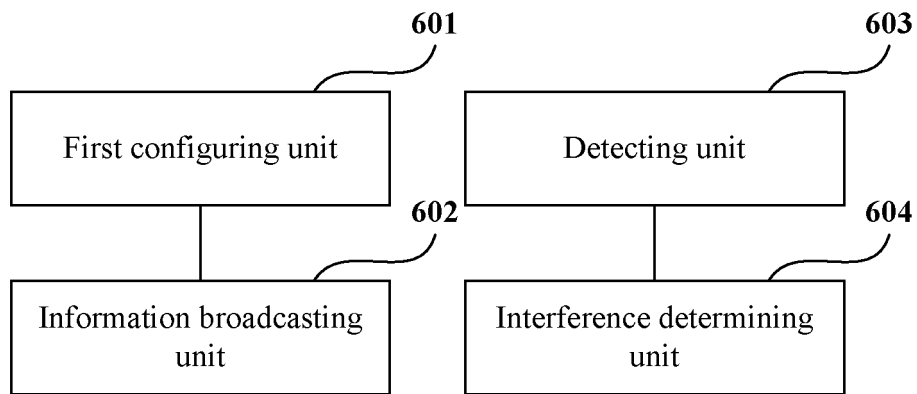 601
603
First configuring unit
Detecting unit
602
604
Information broadcasting
unit
Interference determining
unit